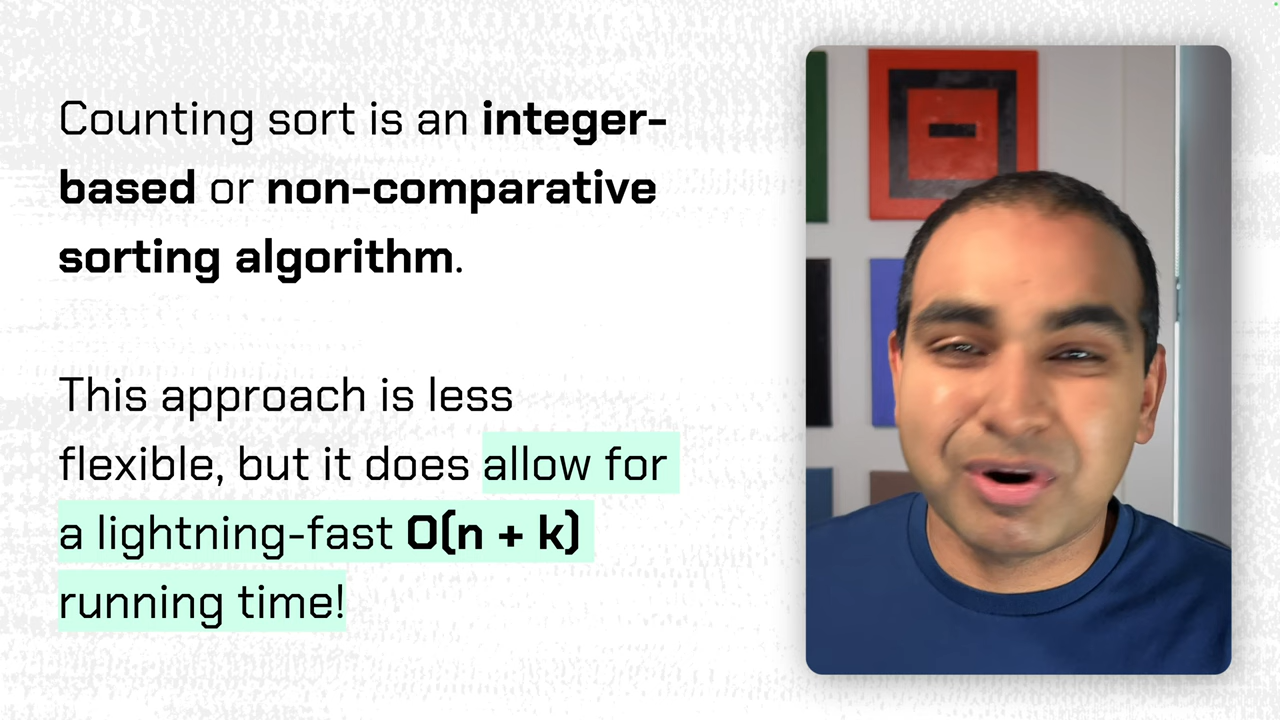 Counting sort is an integer-
based or non-comparative
sorting algorithm.
This approach is less
flexible, but it does allow for
a lightning-fast O(n + k)
running time!